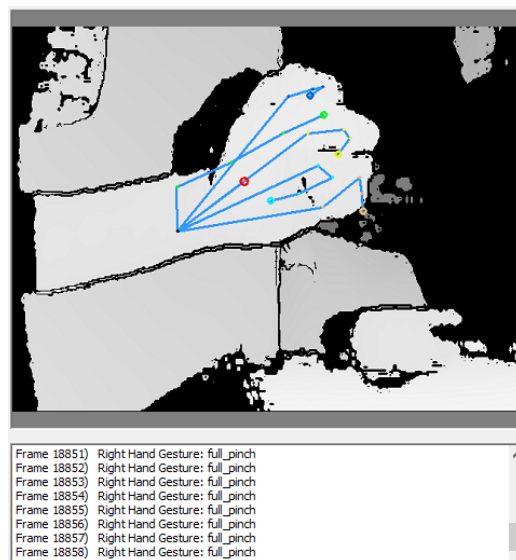 Frame 18851) Right Hand Gesture: full_pinch
Frame 18852) Right Hand Gesture: full_pinch
Frame 18853) Right Hand Gesture: full_pinch
Frame 18854) Right Hand Gesture: full_pinch
Frame 18855) Right Hand Gesture: full_pinch
Frame 18856) Right Hand Gesture: full_pinch
Frame 18857) Right Hand Gesture: full_pinch
Frame 18858) Right Hand Gesture: full_pinch